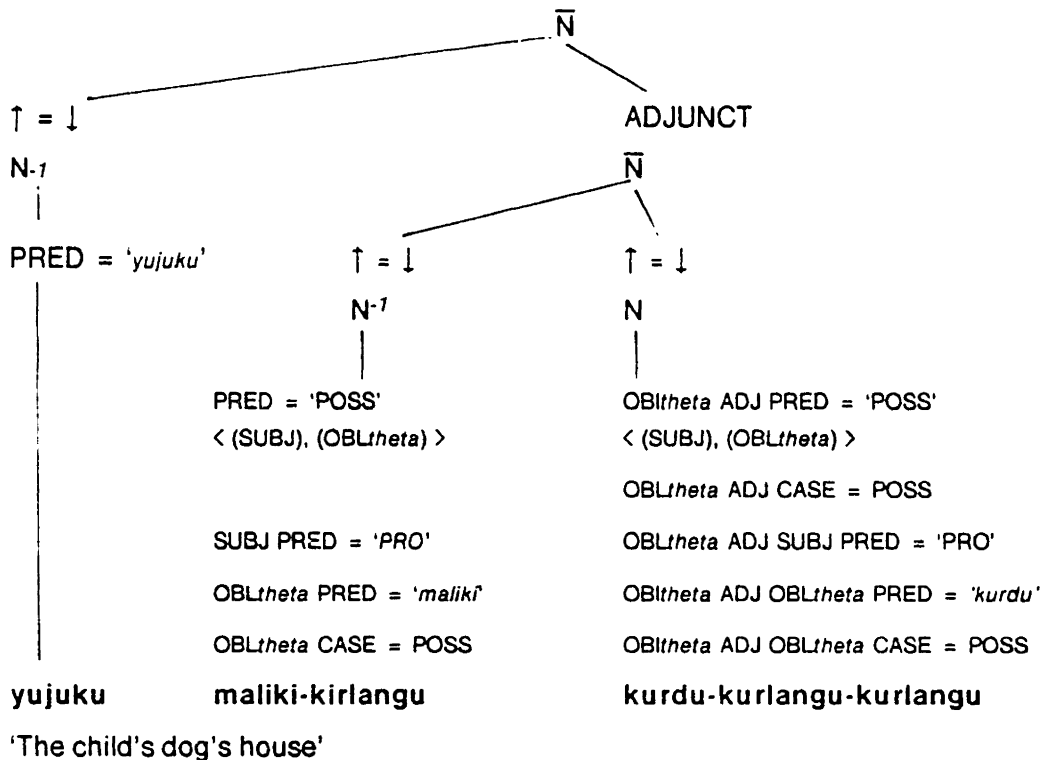 N̅
↑ = ↓ ADJUNCT
N-1 N̅
PRED = 'yujuku' ↑ = ↓ ↑ = ↓
N-1 N
PRED = 'POSS' OBltheta ADJ PRED = 'POSS'
< (SUBJ), (OBLtheta) > < (SUBJ), (OBLtheta) >
OBLtheta ADJ CASE = POSS
SUBJ PRED = 'PRO' OBLtheta ADJ SUBJ PRED = 'PRO'
OBLtheta PRED = 'maliki' OBltheta ADJ OBLtheta PRED = 'kurdu'
OBLtheta CASE = POSS OBltheta ADJ OBLtheta CASE = POSS
yujuku maliki-kirlangu kurdu-kurlangu-kurlangu
'The child's dog's house'